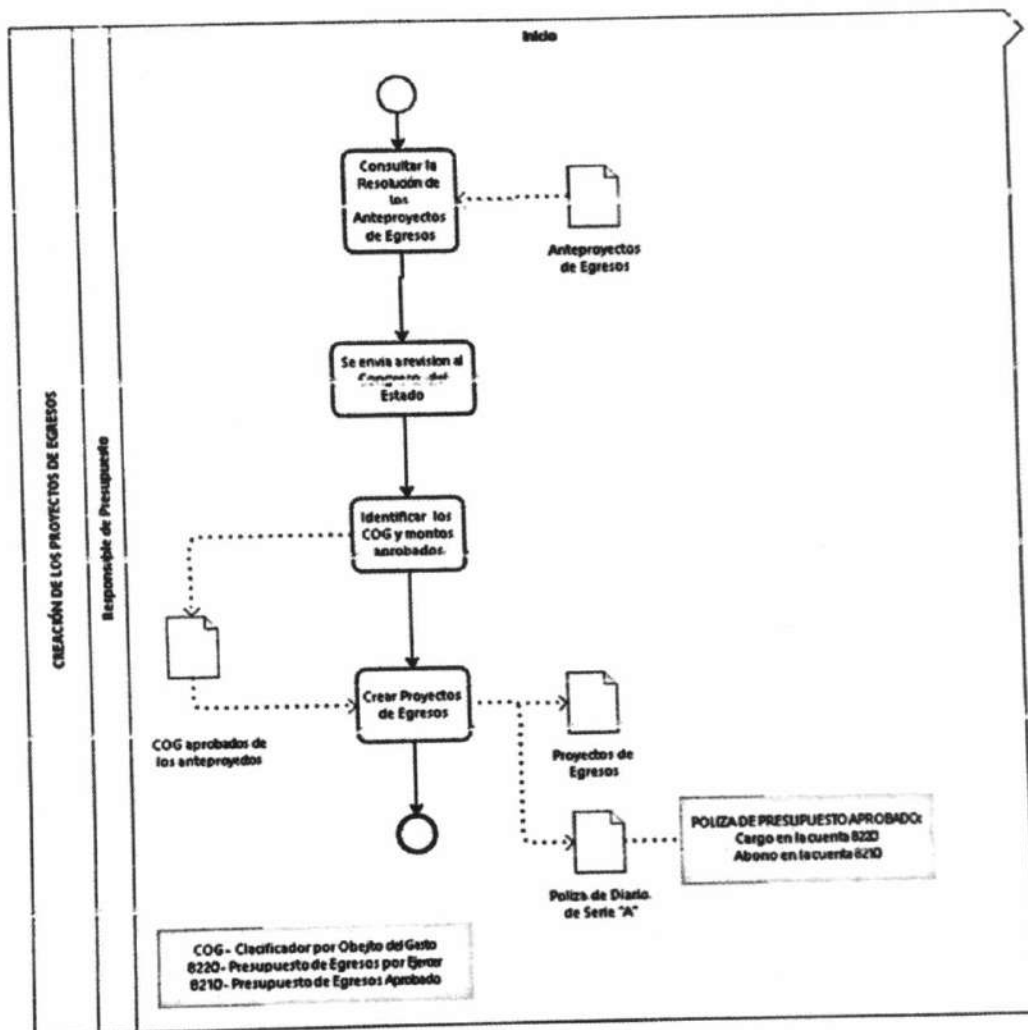 Inicio
CREACIÓN DE LOS PROYECTOS DE EGRESOS
Responsible de Presupuesto
Consultar la
Resolución de
los
Anteproyectos
de Egresos
Anteproyectos
de Egresos
Se envia a revision al
Congreso del
Estado
Identificar los
COG y montos
aprobados.
COG aprobados de
los anteproyectos
Crear Proyectos
de Egresos
Proyectos de
Egresos
Poliza de Diario.
de Serie "A"
POLIZA DE PRESUPUESTO APROBADO:
Cargo en la cuenta 8220
Abono en la cuenta 8210
COG - Clacificador por Obejto del Gasto
8220 - Presupuesto de Egresos por Ejercer
8210 - Presupuesto de Egresos Aprobado